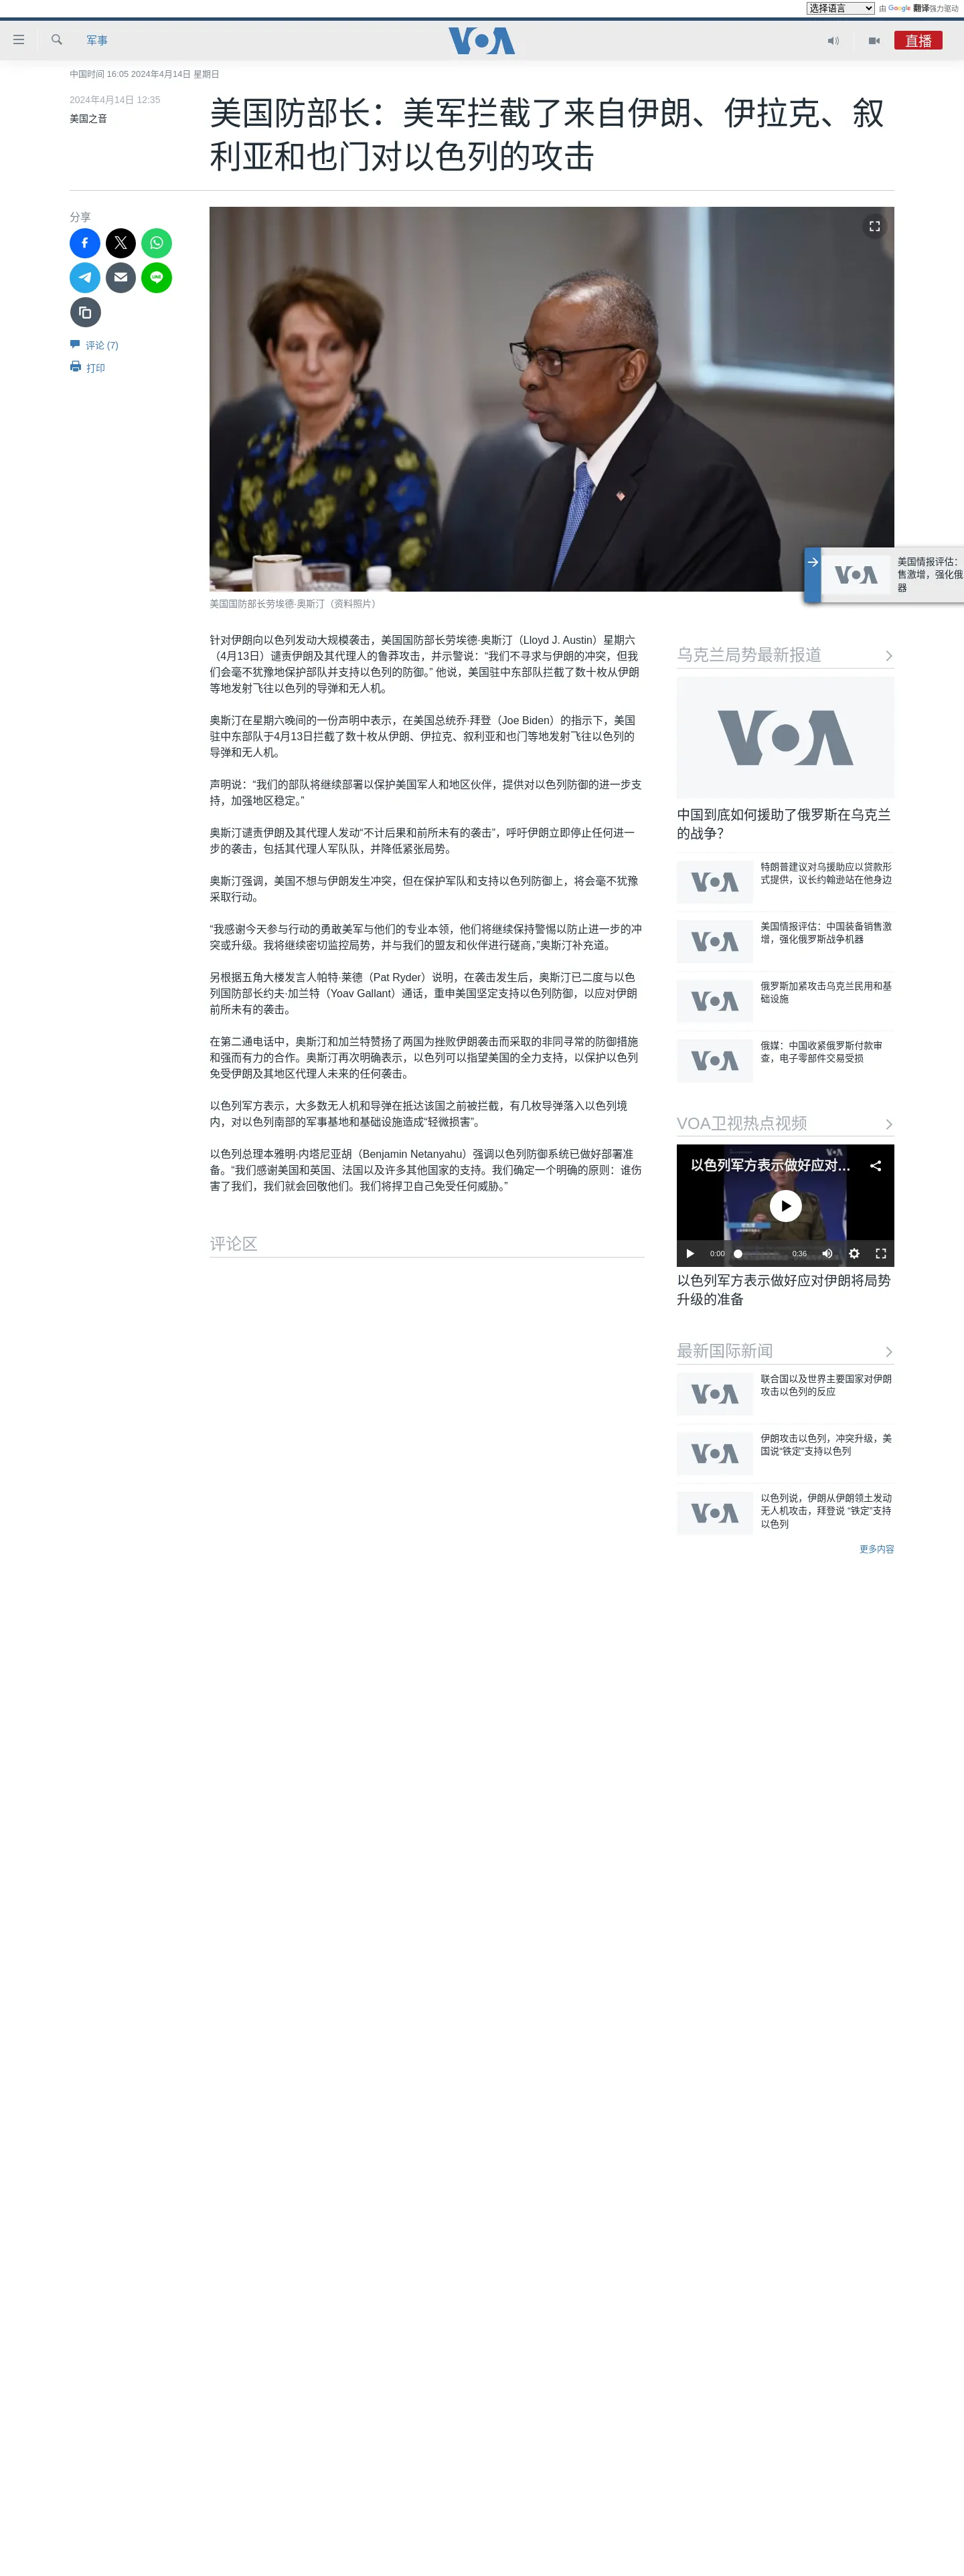 选择语言 由 Google 翻译强力驱动
军事
VOA
直播
中国时间 16:05 2024年4月14日 星期日
2024年4月14日 12:35
美国之音
美国防部长：美军拦截了来自伊朗、伊拉克、叙
利亚和也门对以色列的攻击
分享
LINE
评论 (7)
打印
美国国防部长劳埃德·奥斯汀（资料照片）
针对伊朗向以色列发动大规模袭击，美国国防部长劳埃德·奥斯汀（Lloyd J. Austin）星期六
（4月13日）谴责伊朗及其代理人的鲁莽攻击，并示警说：“我们不寻求与伊朗的冲突，但我
们会毫不犹豫地保护部队并支持以色列的防御。” 他说，美国驻中东部队拦截了数十枚从伊朗
等地发射飞往以色列的导弹和无人机。
奥斯汀在星期六晚间的一份声明中表示，在美国总统乔·拜登（Joe Biden）的指示下，美国
驻中东部队于4月13日拦截了数十枚从伊朗、伊拉克、叙利亚和也门等地发射飞往以色列的
导弹和无人机。
声明说：“我们的部队将继续部署以保护美国军人和地区伙伴，提供对以色列防御的进一步支
持，加强地区稳定。”
奥斯汀谴责伊朗及其代理人发动“不计后果和前所未有的袭击”，呼吁伊朗立即停止任何进一
步的袭击，包括其代理人军队队，并降低紧张局势。
奥斯汀强调，美国不想与伊朗发生冲突，但在保护军队和支持以色列防御上，将会毫不犹豫
采取行动。
“我感谢今天参与行动的勇敢美军与他们的专业本领，他们将继续保持警惕以防止进一步的冲
突或升级。我将继续密切监控局势，并与我们的盟友和伙伴进行磋商，”奥斯汀补充道。
另根据五角大楼发言人帕特·莱德（Pat Ryder）说明，在袭击发生后，奥斯汀已二度与以色
列国防部长约夫·加兰特（Yoav Gallant）通话，重申美国坚定支持以色列防御，以应对伊朗
前所未有的袭击。
在第二通电话中，奥斯汀和加兰特赞扬了两国为挫败伊朗袭击而采取的非同寻常的防御措施
和强而有力的合作。奥斯汀再次明确表示，以色列可以指望美国的全力支持，以保护以色列
免受伊朗及其地区代理人未来的任何袭击。
以色列军方表示，大多数无人机和导弹在抵达该国之前被拦截，有几枚导弹落入以色列境
内，对以色列南部的军事基地和基础设施造成“轻微损害”。
以色列总理本雅明·内塔尼亚胡（Benjamin Netanyahu）强调以色列防御系统已做好部署准
备。“我们感谢美国和英国、法国以及许多其他国家的支持。我们确定一个明确的原则：谁伤
害了我们，我们就会回敬他们。我们将捍卫自己免受任何威胁。”
评论区
VOA
美国情报评估：
售激增，强化俄
器
乌克兰局势最新报道
VOA
中国到底如何援助了俄罗斯在乌克兰
的战争？
VOA
特朗普建议对乌援助应以贷款形
式提供，议长约翰逊站在他身边
VOA
美国情报评估：中国装备销售激
增，强化俄罗斯战争机器
VOA
俄罗斯加紧攻击乌克兰民用和基
础设施
VOA
俄媒：中国收紧俄罗斯付款审
查，电子零部件交易受损
VOA卫视热点视频
以色列军方表示做好应对...
VOA
0:00
0:36
以色列军方表示做好应对伊朗将局势
升级的准备
最新国际新闻
VOA
联合国以及世界主要国家对伊朗
攻击以色列的反应
VOA
伊朗攻击以色列，冲突升级，美
国说“铁定”支持以色列
VOA
以色列说，伊朗从伊朗领土发动
无人机攻击，拜登说 “铁定”支持
以色列
更多内容